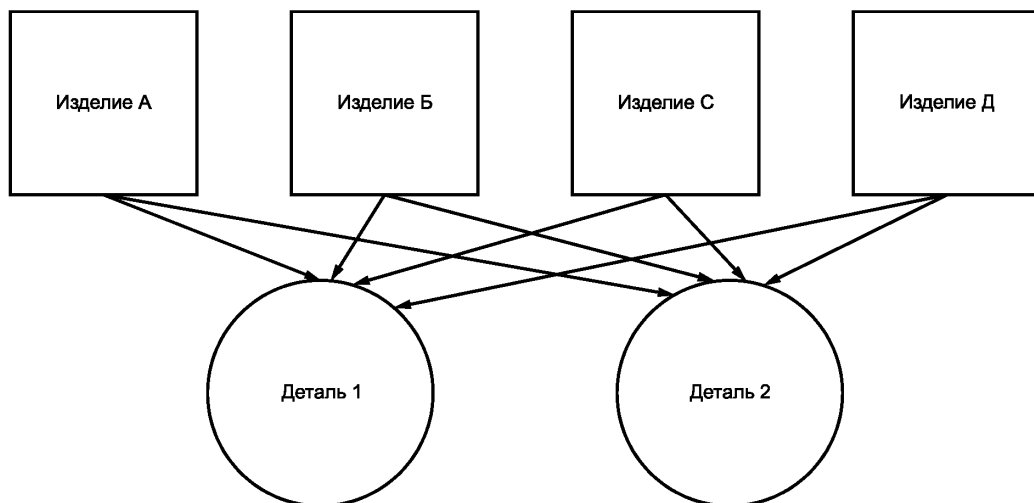 Изделие А
Изделие Б
Изделие С
Изделие Д
Деталь 1
Деталь 2